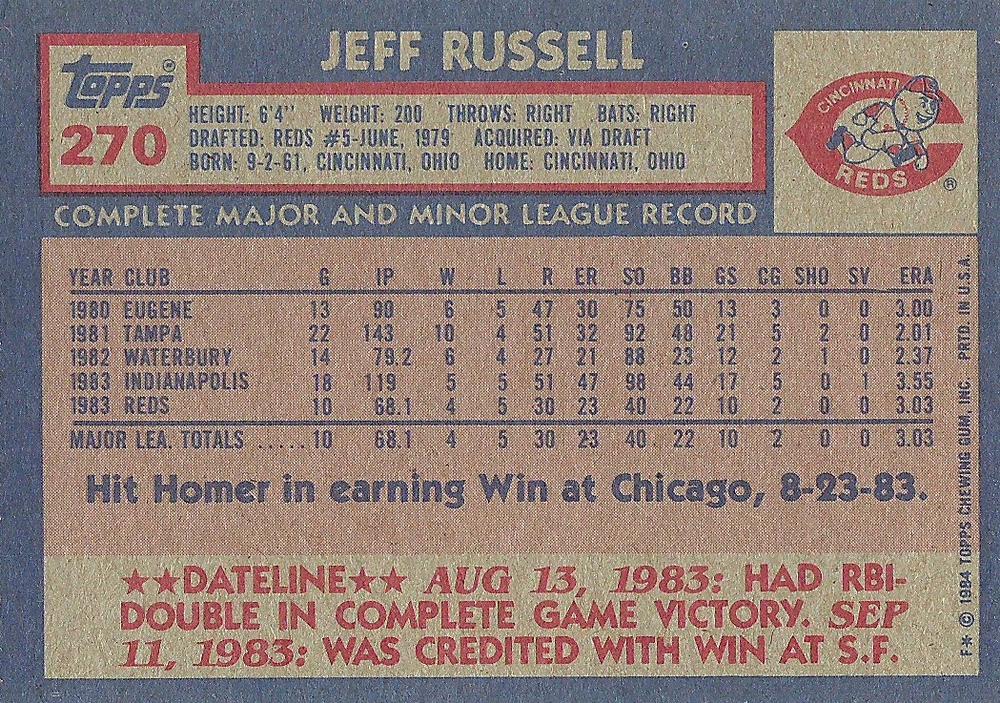 JEFF RUSSELL
Topps®
270
HEIGHT: 6'4'' WEIGHT: 200 THROWS: RIGHT BATS: RIGHT
DRAFTED: REDS #5-JUNE, 1979 ACQUIRED: VIA DRAFT
BORN: 9-2-61, CINCINNATI, OHIO HOME: CINCINNATI, OHIO
CINCINNATI
REDS
®
COMPLETE MAJOR AND MINOR LEAGUE RECORD
YEAR CLUB G IP W L R ER SO BB GS CG SHO SV ERA
1980 EUGENE 13 90 6 5 47 30 75 50 13 3 0 0 3.00
1981 TAMPA 22 143 10 4 51 32 92 48 21 5 2 0 2.01
1982 WATERBURY 14 79.2 6 4 27 21 88 23 12 2 1 0 2.37
1983 INDIANAPOLIS 18 119 5 5 51 47 98 44 17 5 0 1 3.55
1983 REDS 10 68.1 4 5 30 23 40 22 10 2 0 0 3.03
MAJOR LEA. TOTALS .....10 68.1 4 5 30 23 40 22 10 2 0 0 3.03
Hit Homer in earning Win at Chicago, 8-23-83.
★★DATELINE★★ AUG 13, 1983: HAD RBI-
DOUBLE IN COMPLETE GAME VICTORY. SEP
11, 1983: WAS CREDITED WITH WIN AT S.F.
F* © 1984 TOPPS CHEWING GUM, INC. PRTD. IN U.S.A.